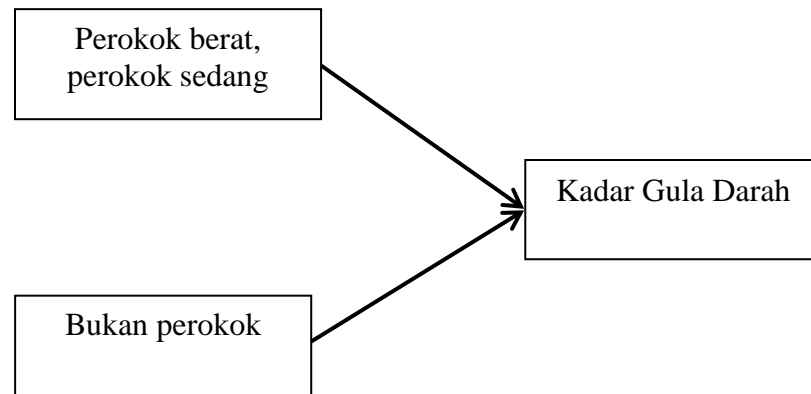 Perokok berat,
perokok sedang
Kadar Gula Darah
Bukan perokok